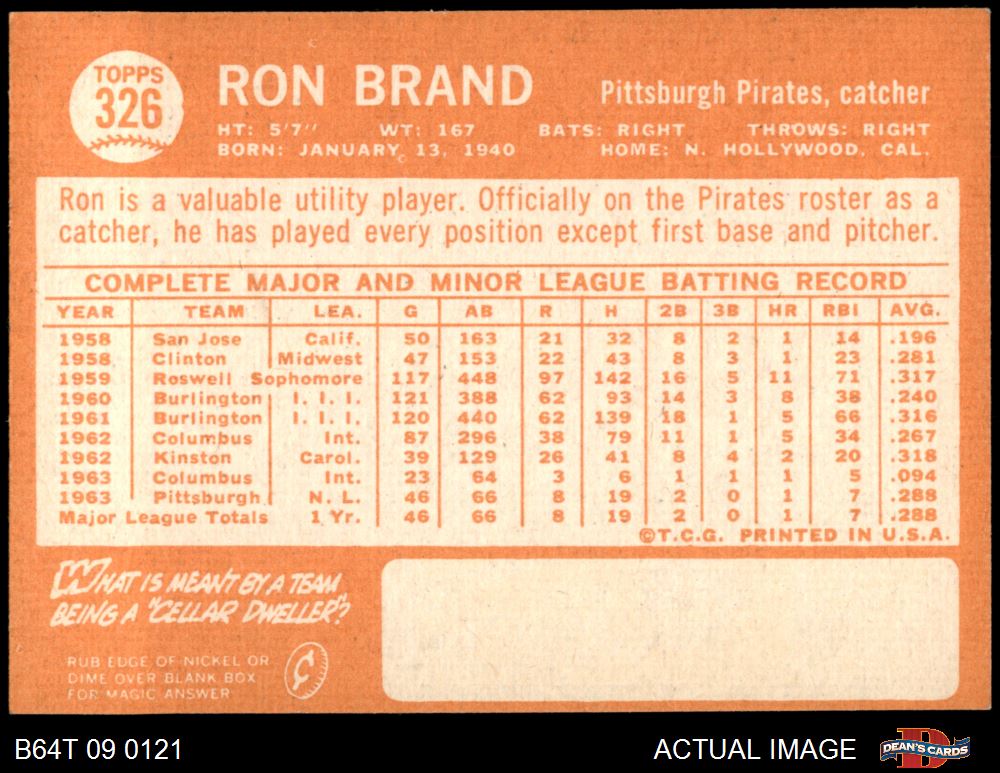 TOPPS
326
RON BRAND
Pittsburgh Pirates, catcher
HT: 5'7" WT: 167 BATS: RIGHT THROWS: RIGHT
BORN: JANUARY 13, 1940 HOME: N. HOLLYWOOD, CAL.
Ron is a valuable utility player. Officially on the Pirates roster as a
catcher, he has played every position except first base and pitcher.
COMPLETE MAJOR AND MINOR LEAGUE BATTING RECORD
YEAR TEAM LEA. G AB R H 2B 3B HR RBI AVG.
1958 San Jose Calif. 50 163 21 32 8 2 1 14 .196
1958 Clinton Midwest 47 153 22 43 8 3 1 23 .281
1959 Roswell Sophomore 117 448 97 142 16 5 11 71 .317
1960 Burlington I. I. I. 121 388 62 93 14 3 8 38 .240
1961 Burlington I. I. I. 120 440 62 139 18 1 5 66 .316
1962 Columbus Int. 87 296 38 79 11 1 5 34 .267
1962 Kinston Carol. 39 129 26 41 8 4 2 20 .318
1963 Columbus Int. 23 64 3 6 1 1 1 5 .094
1963 Pittsburgh N. L. 46 66 8 19 2 0 1 7 .288
Major League Totals 1 Yr. 46 66 8 19 2 0 1 7 .288
©T.C.G. PRINTED IN U.S.A.
WHAT IS MEANT BY A TEAM
BEING A "CELLAR DWELLER"?
RUB EDGE OF NICKEL OR
DIME OVER BLANK BOX
FOR MAGIC ANSWER
¢
B64T 09 0121
ACTUAL IMAGE
DEAN'S CARDS